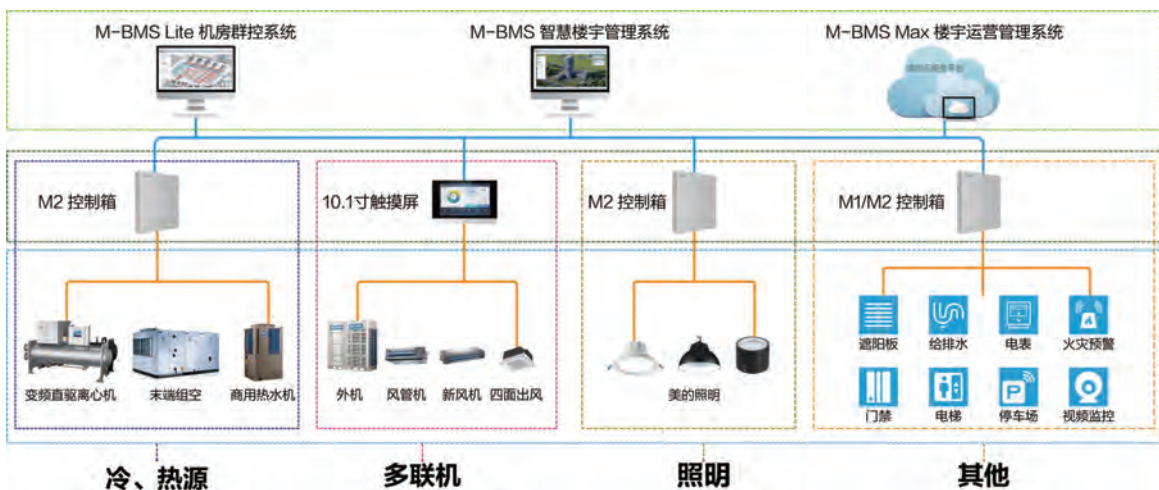 M-BMS Lite 机房群控系统
M-BMS 智慧楼宇管理系统
M-BMS Max 楼宇运营管理系统
M2 控制箱
10.1寸触摸屏
M2 控制箱
M1/M2 控制箱
变频直驱离心机
末端组空
商用热水机
外机
风管机
新风机
四面出风
美的照明
遮阳板
给排水
电表
火灾预警
门禁
电梯
停车场
视频监控
冷、热源
多联机
照明
其他